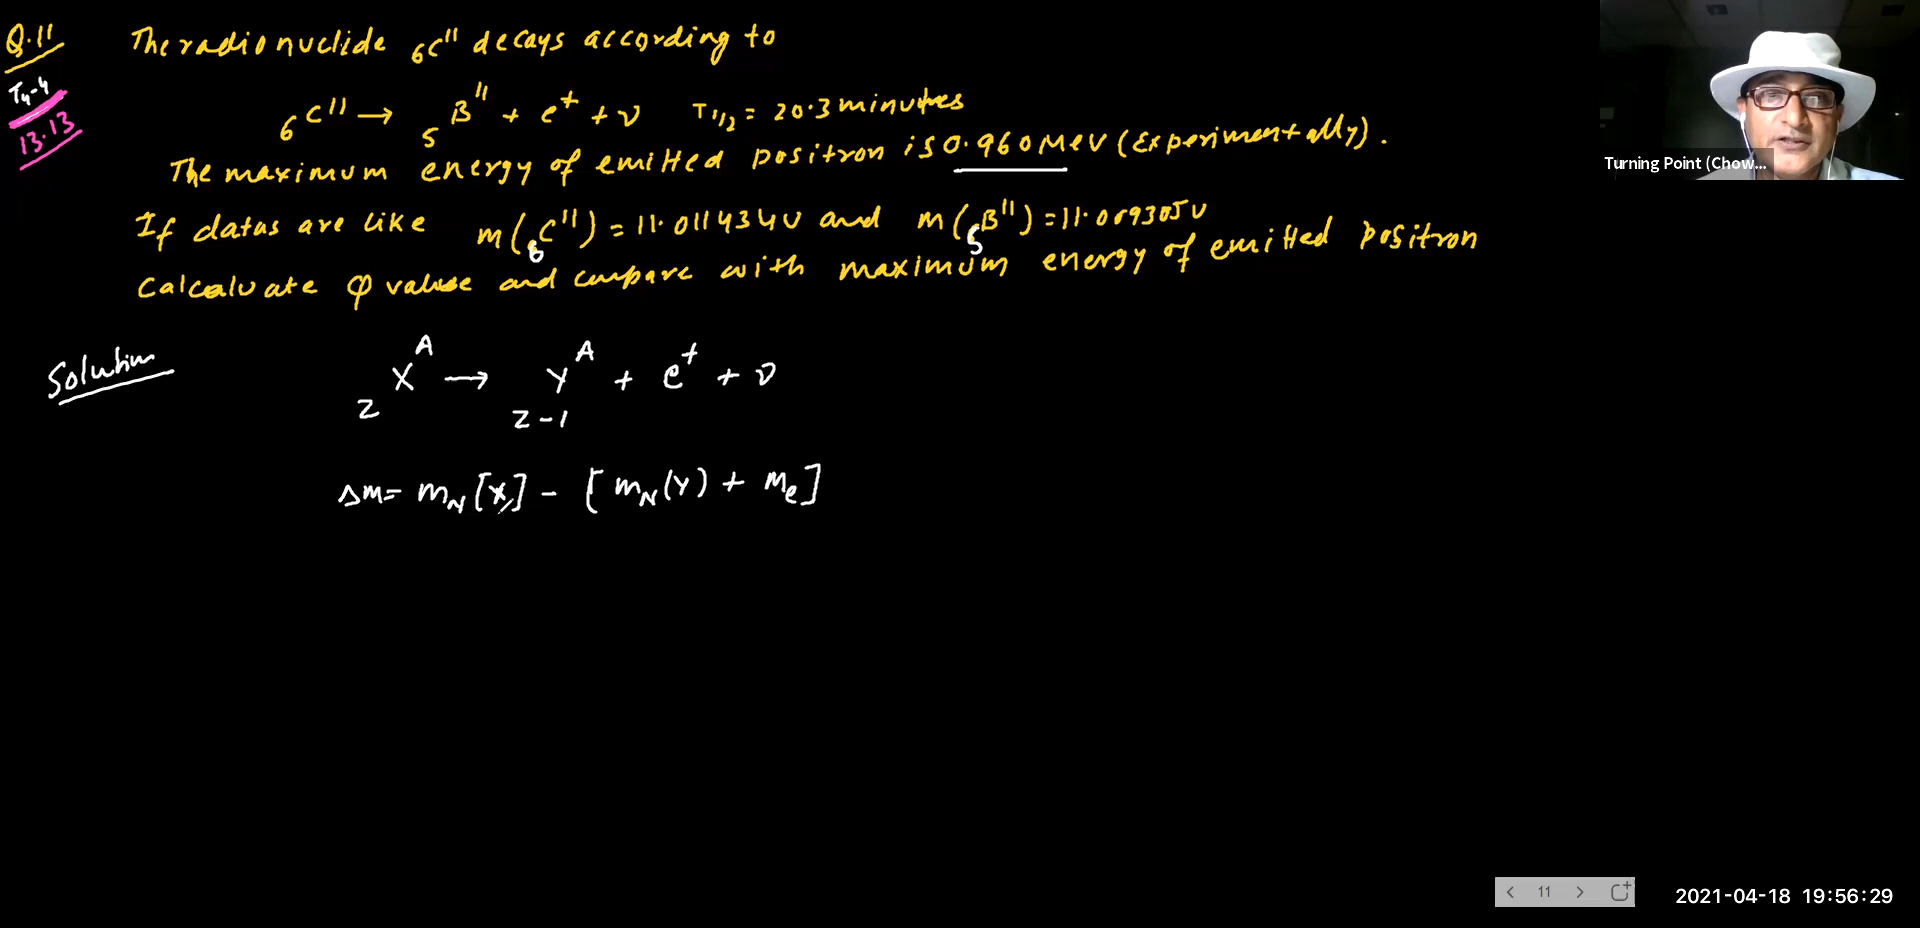 Q.11 The radionuclide ₆C¹¹ decays according to
T4-4
13.13
₆C¹¹ → ₅B¹¹ + e⁺ + ν T1/2 = 20.3 minutes
The maximum energy of emitted positron is 0.960 MeV (Experimentally).
If datas are like m(₆C¹¹) = 11.011434U and m(₅B¹¹) = 11.009305U
calcaluate Q value and compare with maximum energy of emitted positron
Solution
zXᴬ → z-1Yᴬ + e⁺ + ν
Δm = mN[X] - [mN(Y) + me]
Turning Point (Chow...
11
2021-04-18 19:56:29